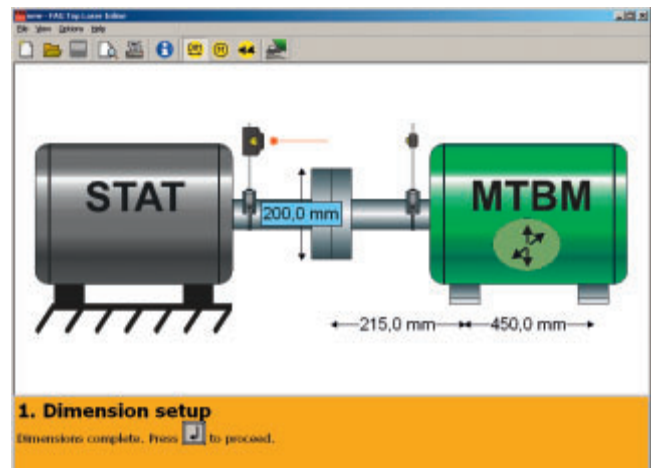 new - FAG Top-Laser Inline
File View Options Help
STAT
MTBM
200,0 mm
215,0 mm
450,0 mm
1. Dimension setup
Dimensions complete. Press to proceed.